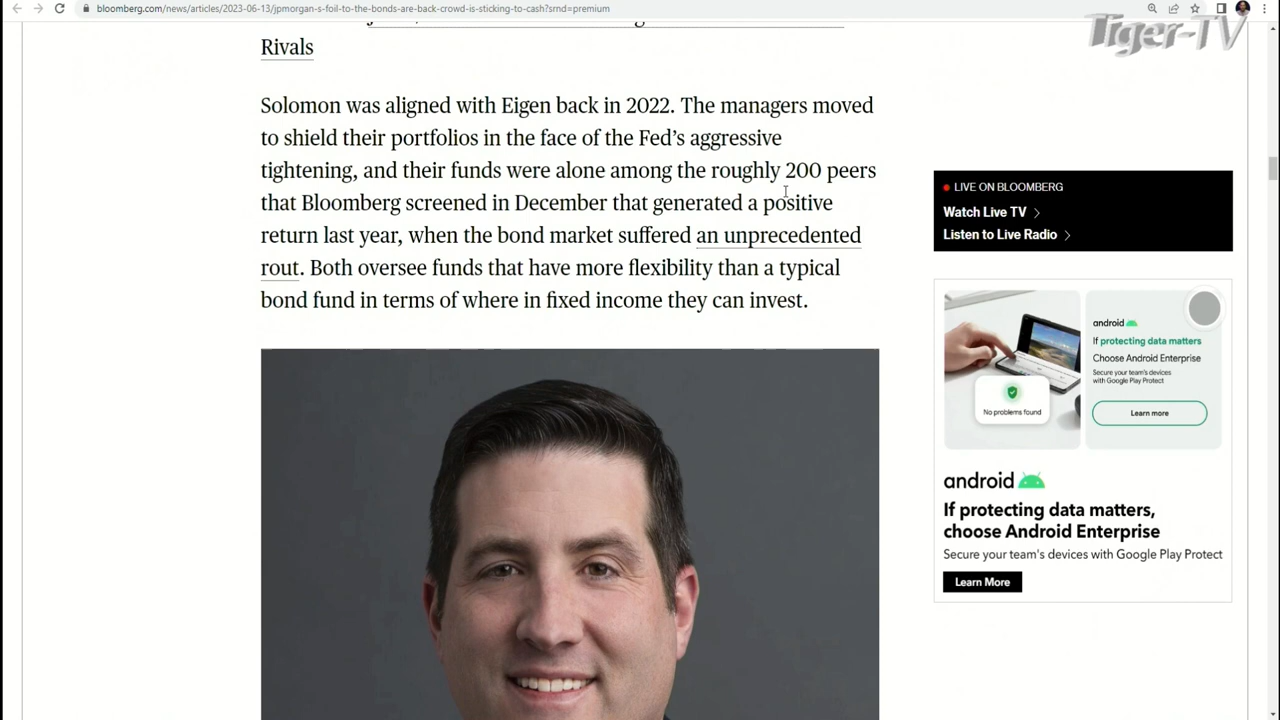 bloomberg.com/news/articles/2023-06-13/jpmorgan-s-foil-to-the-bonds-are-back-crowd-is-sticking-to-cash?srnd=premium
Tiger-TV
Rivals
Solomon was aligned with Eigen back in 2022. The managers moved
to shield their portfolios in the face of the Fed's aggressive
tightening, and their funds were alone among the roughly 200 peers
that Bloomberg screened in December that generated a positive
return last year, when the bond market suffered an unprecedented
rout. Both oversee funds that have more flexibility than a typical
bond fund in terms of where in fixed income they can invest.
LIVE ON BLOOMBERG
Watch Live TV
Listen to Live Radio
No problems found
android
If protecting data matters
Choose Android Enterprise
Secure your team's devices
with Google Play Protect
Learn more
android
If protecting data matters,
choose Android Enterprise
Secure your team's devices with Google Play Protect
Learn More